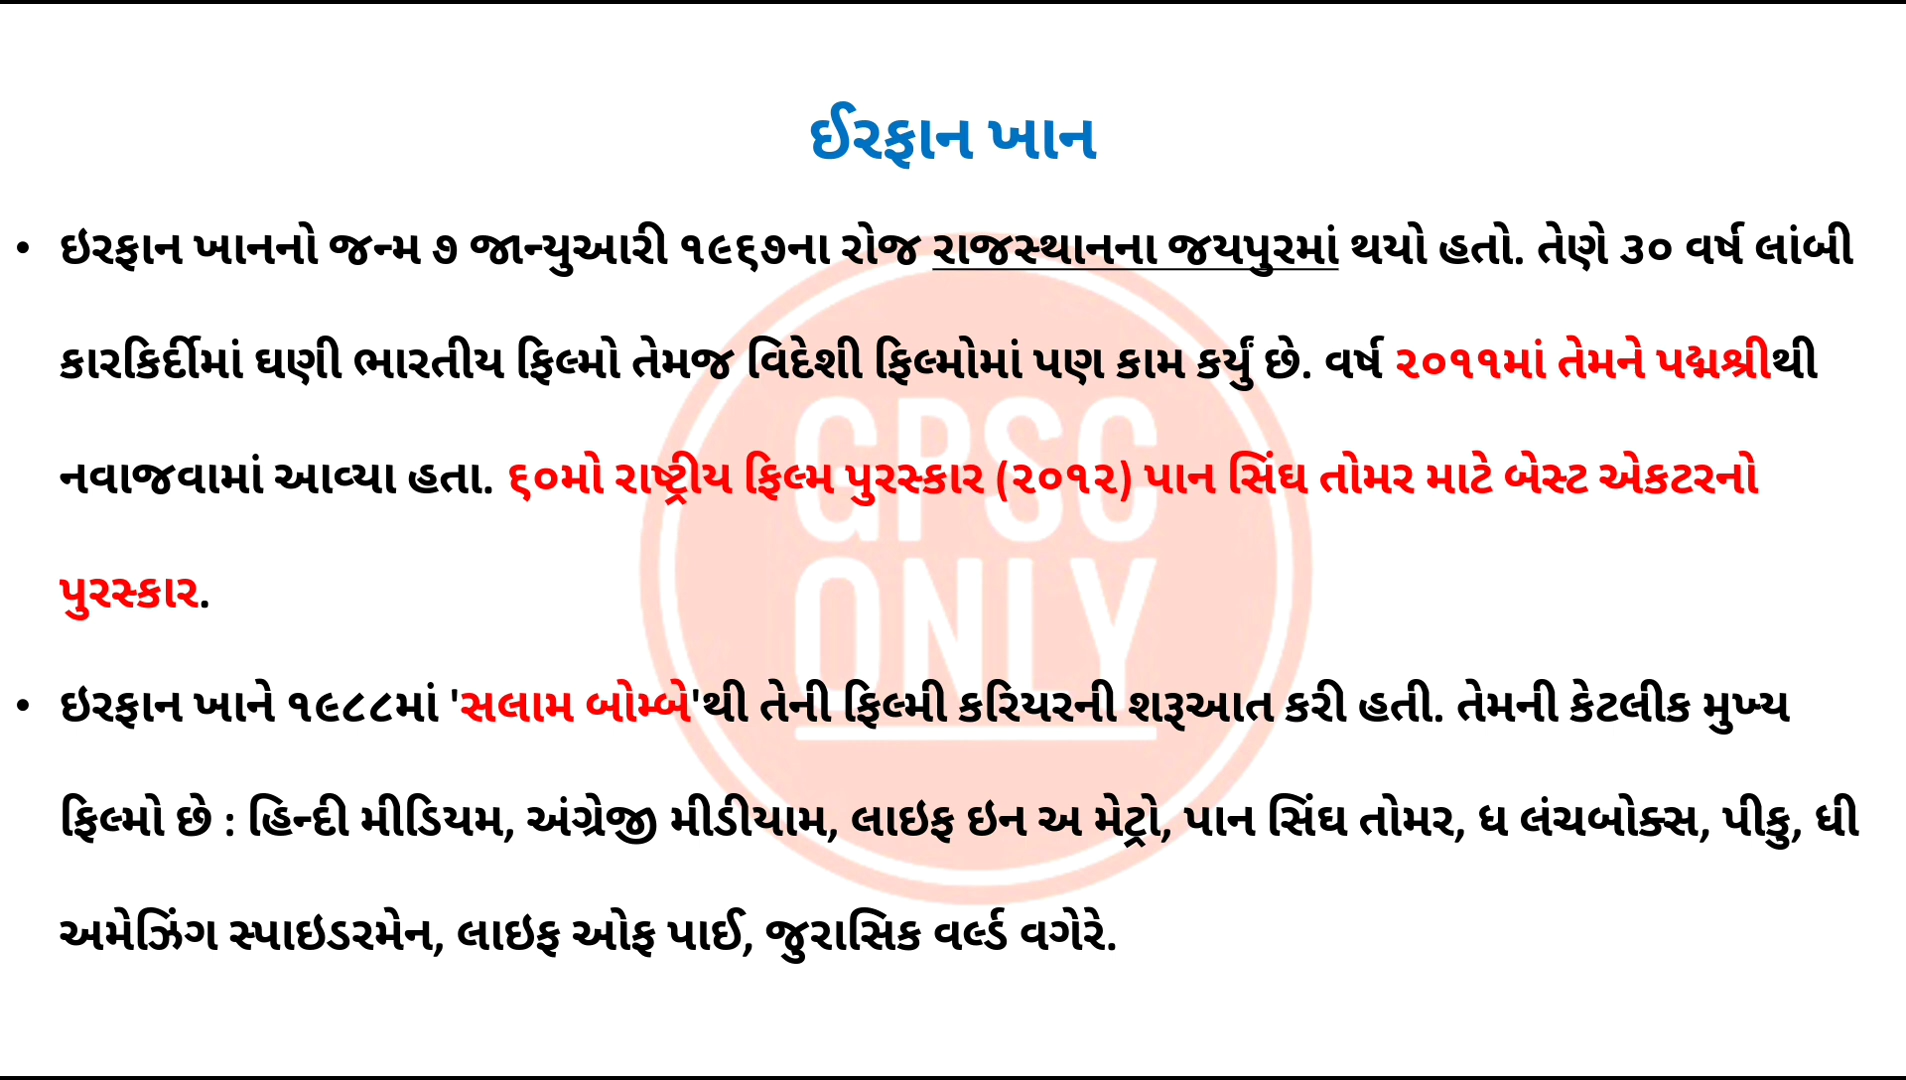 ઈરફાન ખાન
• ઇરફાન ખાનનો જન્મ ૭ જાન્યુઆરી ૧૯૬૭ના રોજ રાજસ્થાનના જયપુરમાં થયો હતો. તેણે ૩૦ વર્ષ લાંબી
કારકિર્દીમાં ઘણી ભારતીય ફિલ્મો તેમજ વિદેશી ફિલ્મોમાં પણ કામ કર્યું છે. વર્ષ ૨૦૧૧માં તેમને પદ્મશ્રીથી
નવાજવામાં આવ્યા હતા. ૬૦મો રાષ્ટ્રીય ફિલ્મ પુરસ્કાર (૨૦૧૨) પાન સિંઘ તોમર માટે બેસ્ટ એકટરનો
પુરસ્કાર.
• ઇરફાન ખાને ૧૯૮૮માં 'સલામ બોમ્બે'થી તેની ફિલ્મી કરિયરની શરૂઆત કરી હતી. તેમની કેટલીક મુખ્ય
ફિલ્મો છે : હિન્દી મીડિયમ, અંગ્રેજી મીડીયામ, લાઇફ ઇન અ મેટ્રો, પાન સિંઘ તોમર, ધ લંચબોક્સ, પીકુ, ધી
અમેઝિંગ સ્પાઇડરમેન, લાઇફ ઓફ પાઈ, જુરાસિક વર્લ્ડ વગેરે.
GPSC
ONLY